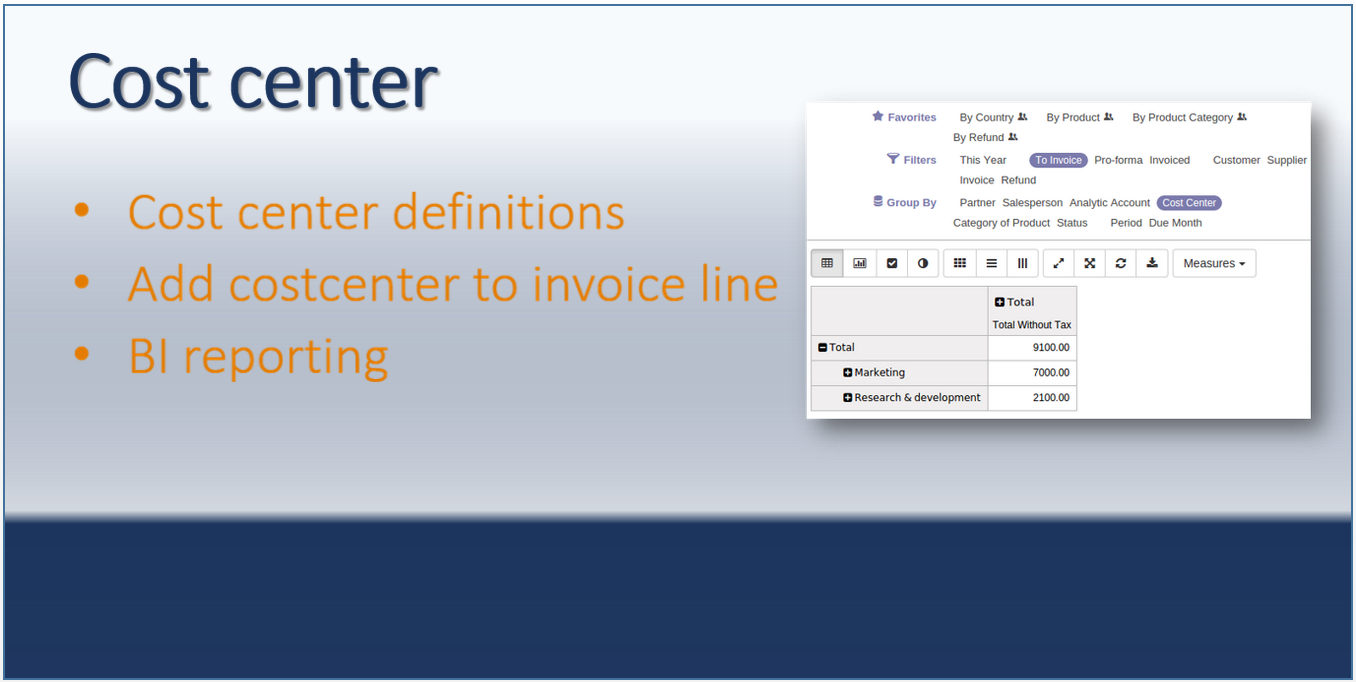 Cost center
• Cost center definitions
• Add costcenter to invoice line
• BI reporting
Favorites By Country By Product By Product Category
By Refund
Filters This Year To Invoice Pro-forma Invoiced Customer Supplier
Invoice Refund
Group By Partner Salesperson Analytic Account Cost Center
Category of Product Status Period Due Month
Measures
Total
Total Without Tax
Total 9100.00
Marketing 7000.00
Research & development 2100.00